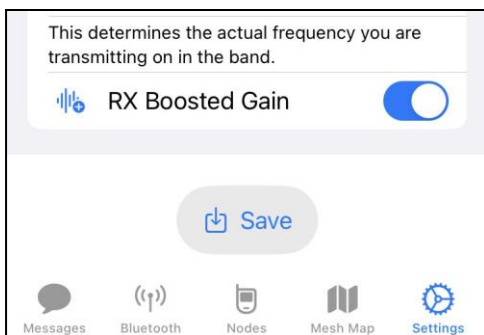 This determines the actual frequency you are
transmitting on in the band.
RX Boosted Gain
Save
Messages Bluetooth Nodes Mesh Map Settings